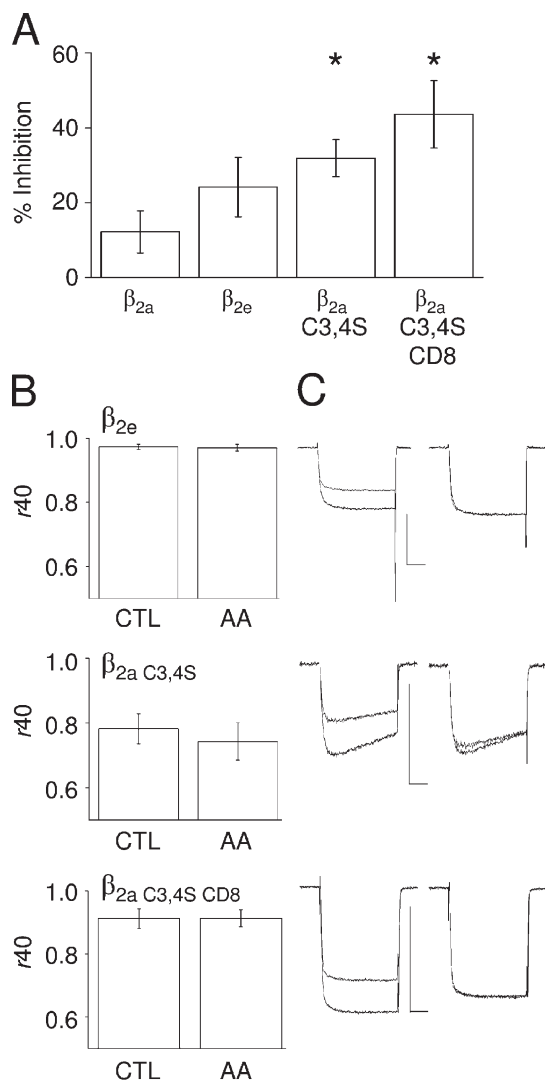 A
60
40
20
0
% Inhibition
*
*
β2a
β2e
β2a
C3,4S
β2a
C3,4S
CD8
B
C
β2e
1.0
0.8
0.6
r40
CTL
AA
β2a C3,4S
1.0
0.8
0.6
r40
CTL
AA
β2a C3,4S CD8
1.0
0.8
0.6
r40
CTL
AA